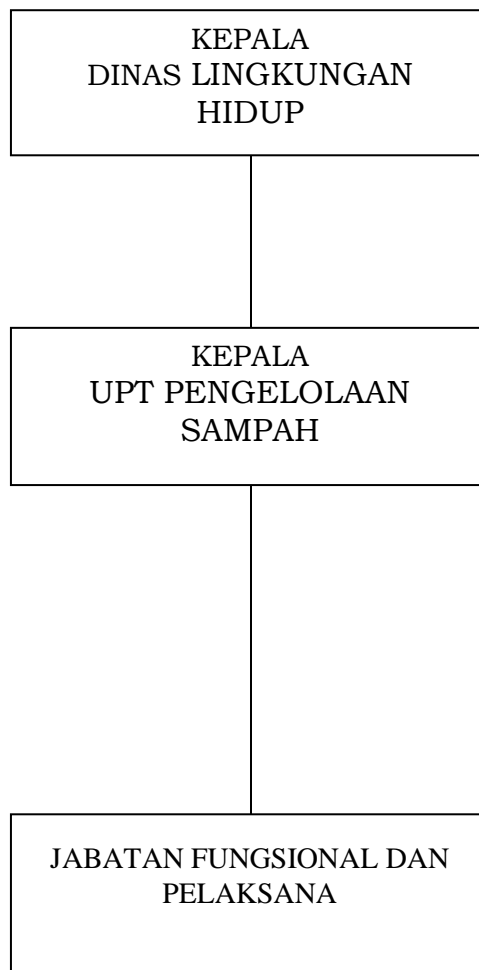 KEPALA
DINAS LINGKUNGAN
HIDUP
KEPALA
UPT PENGELOLAAN
SAMPAH
JABATAN FUNGSIONAL DAN
PELAKSANA